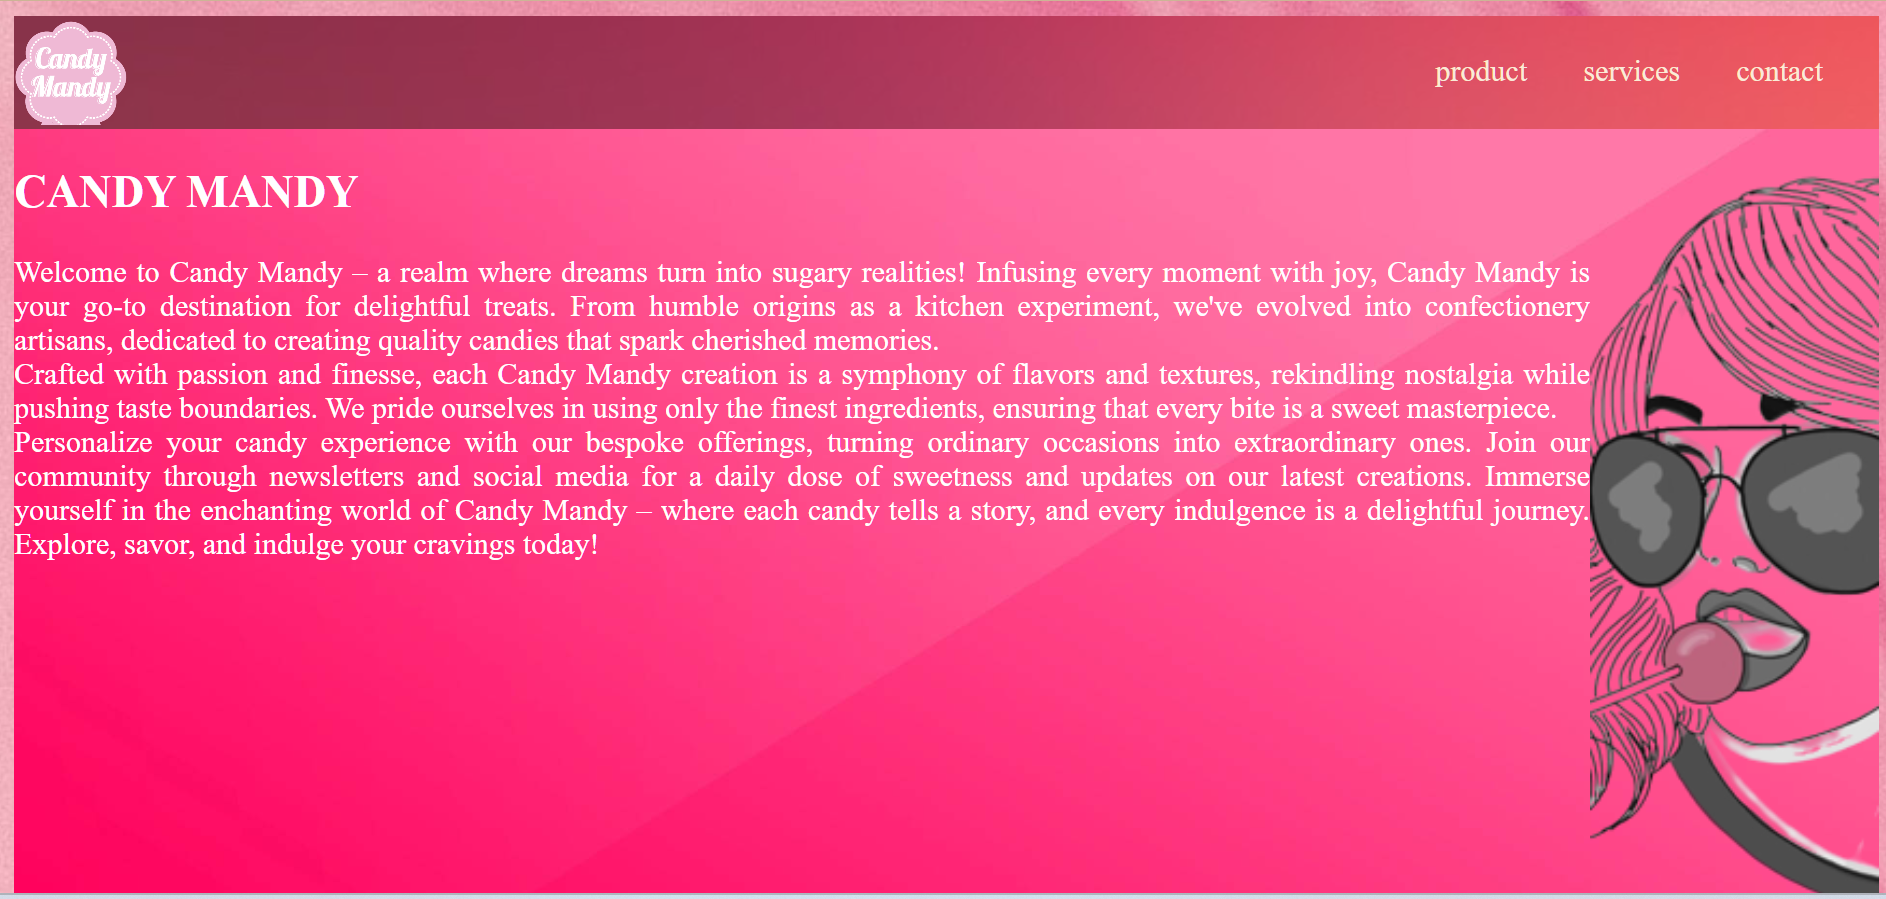 Candy
Mandy
product services contact
CANDY MANDY
Welcome to Candy Mandy – a realm where dreams turn into sugary realities! Infusing every moment with joy, Candy Mandy is
your go-to destination for delightful treats. From humble origins as a kitchen experiment, we've evolved into confectionery
artisans, dedicated to creating quality candies that spark cherished memories.
Crafted with passion and finesse, each Candy Mandy creation is a symphony of flavors and textures, rekindling nostalgia while
pushing taste boundaries. We pride ourselves in using only the finest ingredients, ensuring that every bite is a sweet masterpiece.
Personalize your candy experience with our bespoke offerings, turning ordinary occasions into extraordinary ones. Join our
community through newsletters and social media for a daily dose of sweetness and updates on our latest creations. Immerse
yourself in the enchanting world of Candy Mandy – where each candy tells a story, and every indulgence is a delightful journey.
Explore, savor, and indulge your cravings today!